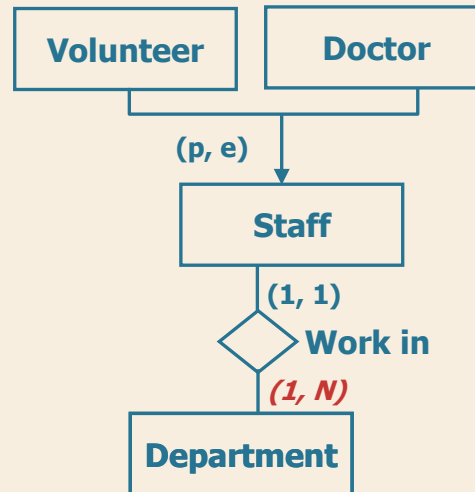 Volunteer
Doctor
(p, e)
Staff
(1, 1)
Work in
(1, N)
Department